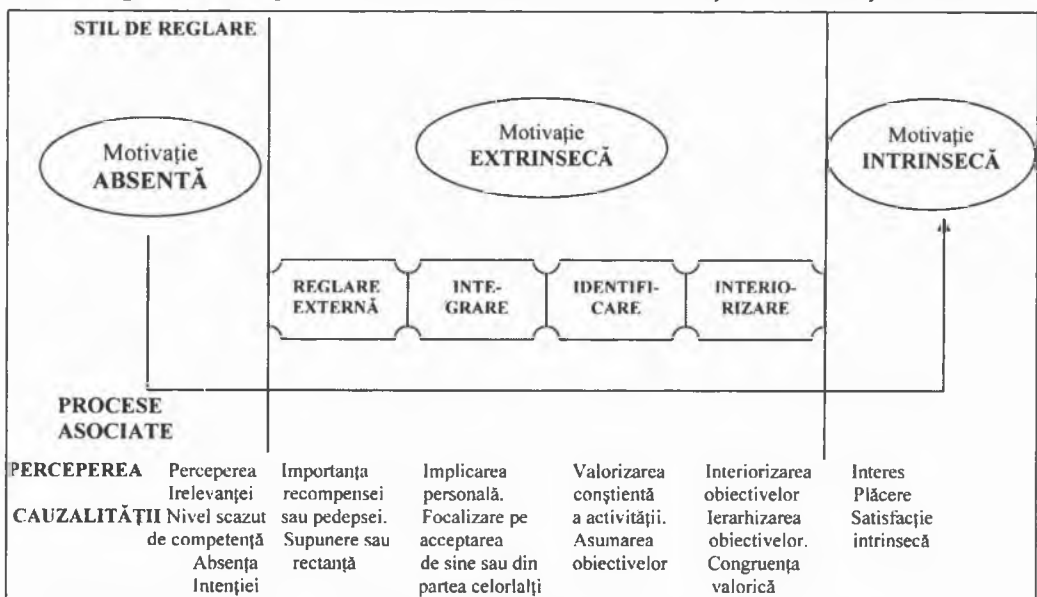 STIL DE REGLARE
Motivație
ABSENTĂ
Motivație
EXTRINSECĂ
Motivație
INTRINSECĂ
REGLARE
EXTERNĂ
INTE-
GRARE
IDENTIFI-
CARE
INTERIO-
RIZARE
PROCESE
ASOCIATE
PERCEPEREA
CAUZALITĂȚII
Perceperea
Irelevanței
Nivel scazut
de competență
Absența
Intenției
Importanța
recompensei
sau pedepsei.
Supunere sau
rectanță
Implicarea
personală.
Focalizare pe
acceptarea
de sine sau din
partea celorlalți
Valorizarea
conștientă
a activității.
Asumarea
obiectivelor
Interiorizarea
obiectivelor
Ierarhizarea
obiectivelor.
Congruența
valorică
Interes
Plăcere
Satisfacție
intrinsecă